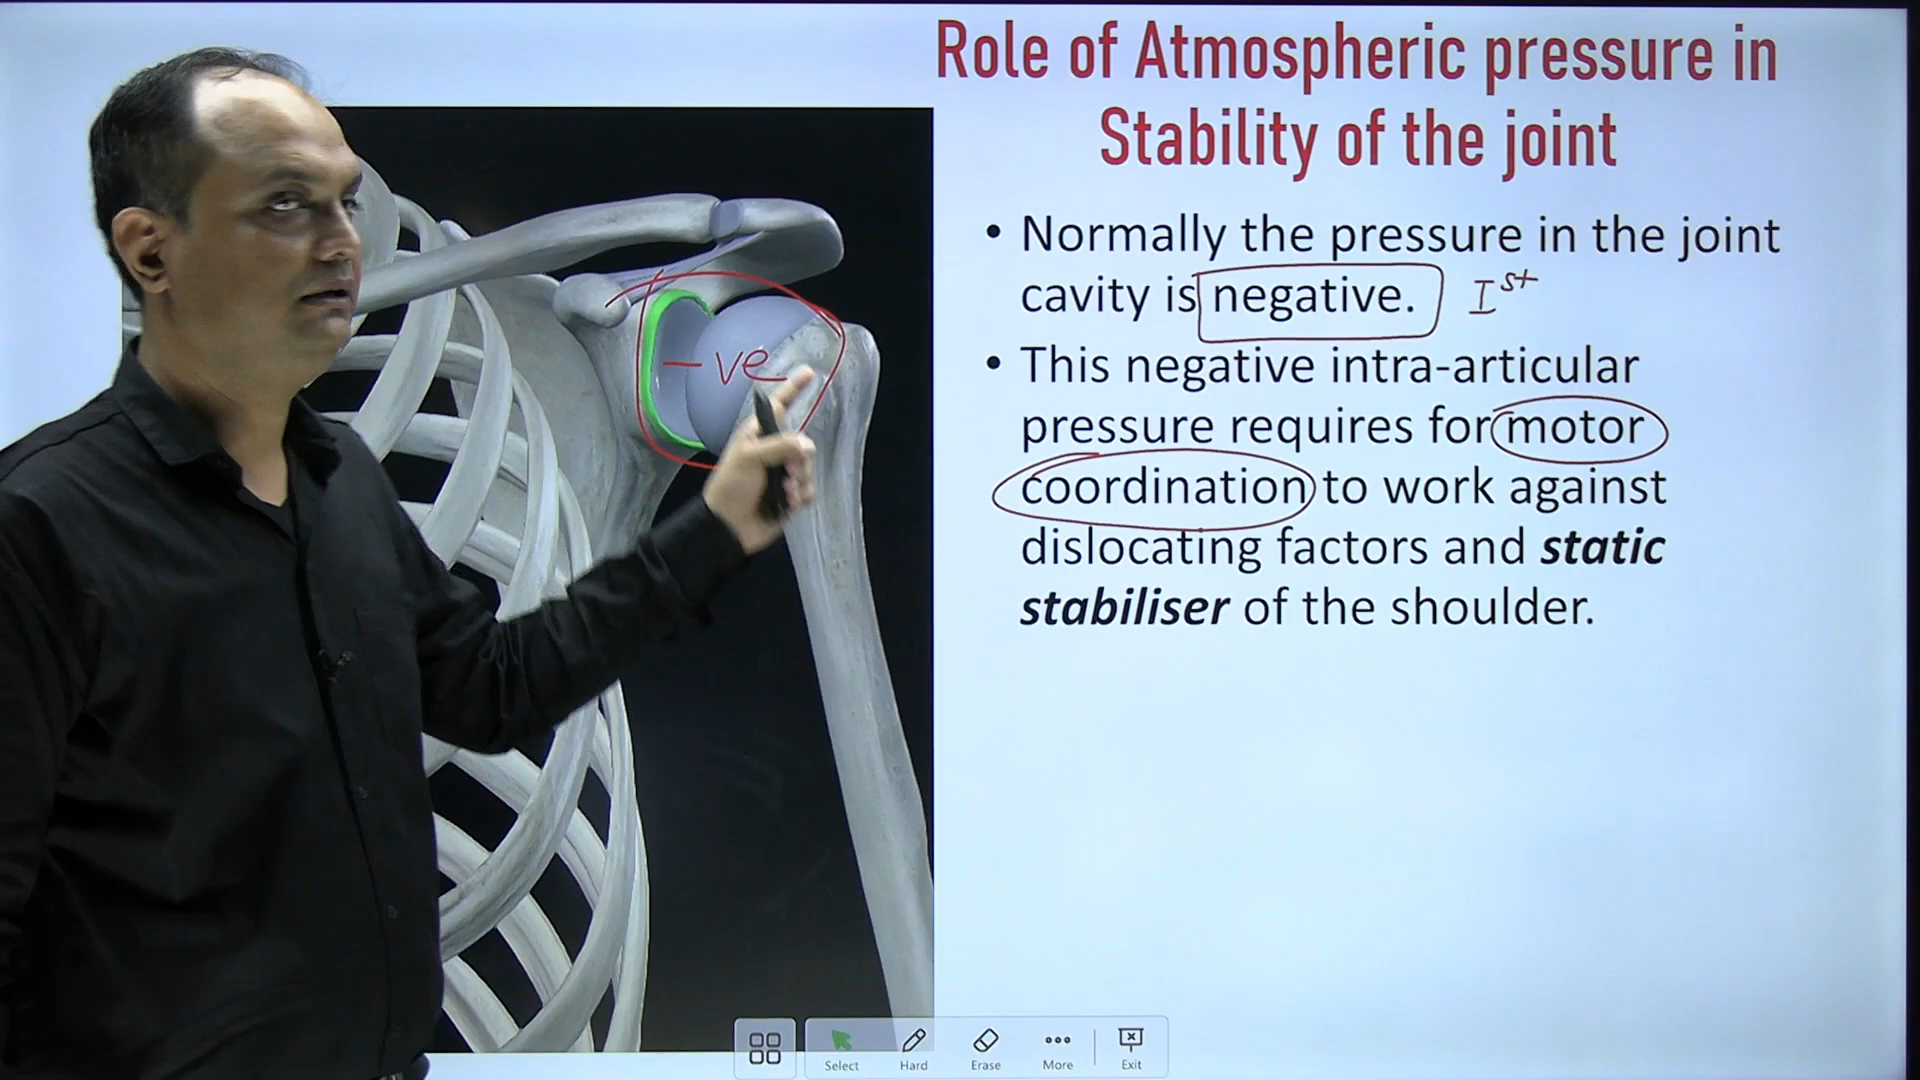 Role of Atmospheric pressure in
Stability of the joint
• Normally the pressure in the joint
cavity is negative. Ist
• This negative intra-articular
pressure requires for motor
coordination to work against
dislocating factors and static
stabiliser of the shoulder.
-ve
Select Hard Erase More Exit